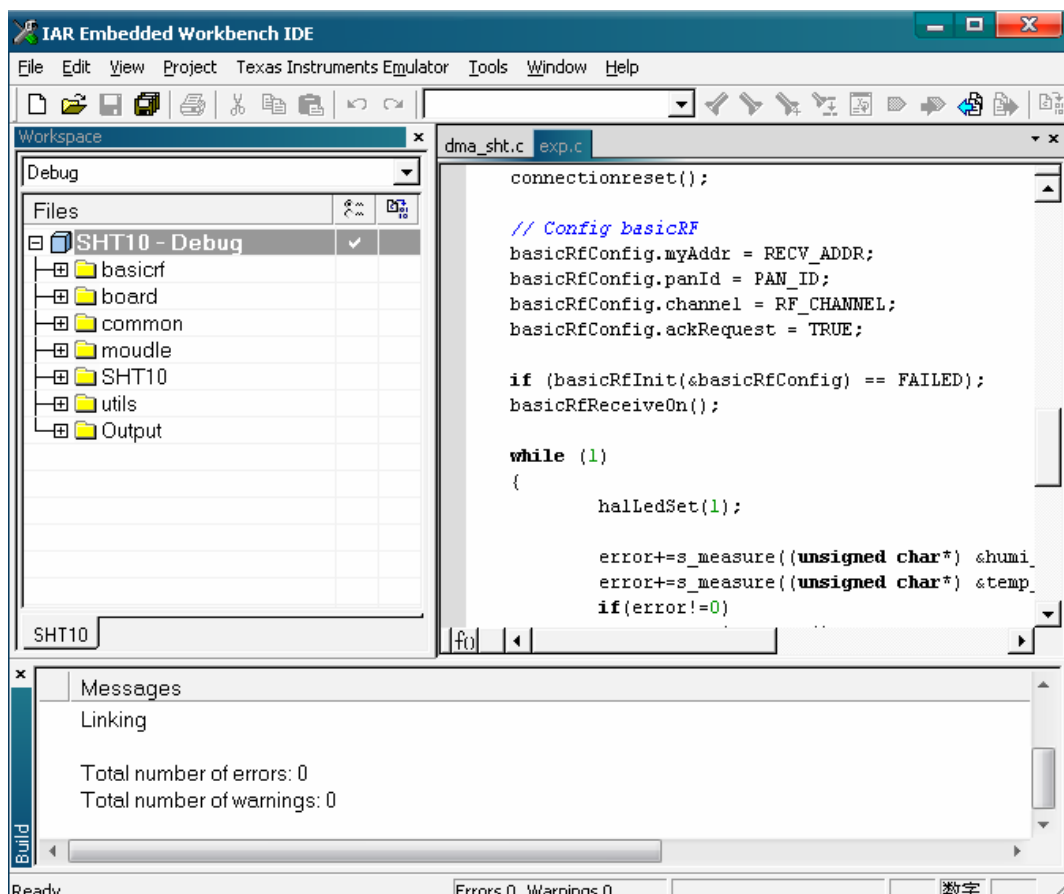 IAR Embedded Workbench IDE
File Edit View Project Texas Instruments Emulator Tools Window Help
Workspace
Debug
Files
SHT10 - Debug
basicrf
board
common
moudle
SHT10
utils
Output
SHT10
dma_sht.c exp.c
connectionreset();
// Config basicRF
basicRfConfig.myAddr = RECV_ADDR;
basicRfConfig.panId = PAN_ID;
basicRfConfig.channel = RF_CHANNEL;
basicRfConfig.ackRequest = TRUE;
if (basicRfInit(&basicRfConfig) == FAILED);
basicRfReceiveOn();
while (1)
{
halLedSet(1);
error+=s_measure((unsigned char*) &humi_
error+=s_measure((unsigned char*) &temp_
if(error!=0)
f()
Messages
Linking
Total number of errors: 0
Total number of warnings: 0
Build
Ready
Errors 0, Warnings 0
数字